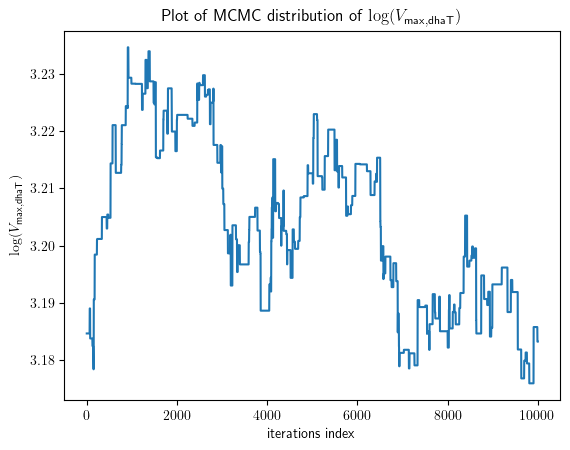 Plot of MCMC distribution of log(V_max,dhaT)
log(V_max,dhaT)
3.23
3.22
3.21
3.20
3.19
3.18
0 2000 4000 6000 8000 10000
iterations index